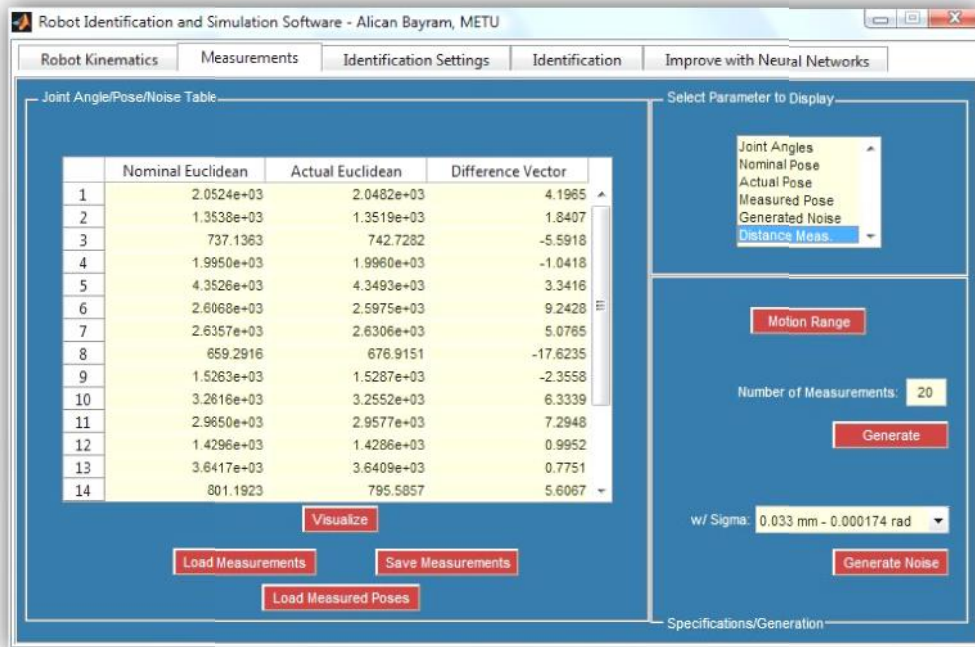 Robot Identification and Simulation Software - Alican Bayram, METU
Robot Kinematics Measurements Identification Settings Identification Improve with Neural Networks
Joint Angle/Pose/Noise Table
Nominal Euclidean Actual Euclidean Difference Vector
1 2.0524e+03 2.0482e+03 4.1965
2 1.3538e+03 1.3519e+03 1.8407
3 737.1363 742.7282 -5.5918
4 1.9950e+03 1.9960e+03 -1.0418
5 4.3526e+03 4.3493e+03 3.3416
6 2.6068e+03 2.5975e+03 9.2428
7 2.6357e+03 2.6306e+03 5.0765
8 659.2916 676.9151 -17.6235
9 1.5263e+03 1.5287e+03 -2.3558
10 3.2616e+03 3.2552e+03 6.3339
11 2.9650e+03 2.9577e+03 7.2948
12 1.4296e+03 1.4286e+03 0.9952
13 3.6417e+03 3.6409e+03 0.7751
14 801.1923 795.5857 5.6067
Visualize
Load Measurements Save Measurements
Load Measured Poses
Select Parameter to Display
Joint Angles
Nominal Pose
Actual Pose
Measured Pose
Generated Noise
Distance Meas.
Motion Range
Number of Measurements: 20
Generate
w/ Sigma: 0.033 mm - 0.000174 rad
Generate Noise
Specifications/Generation